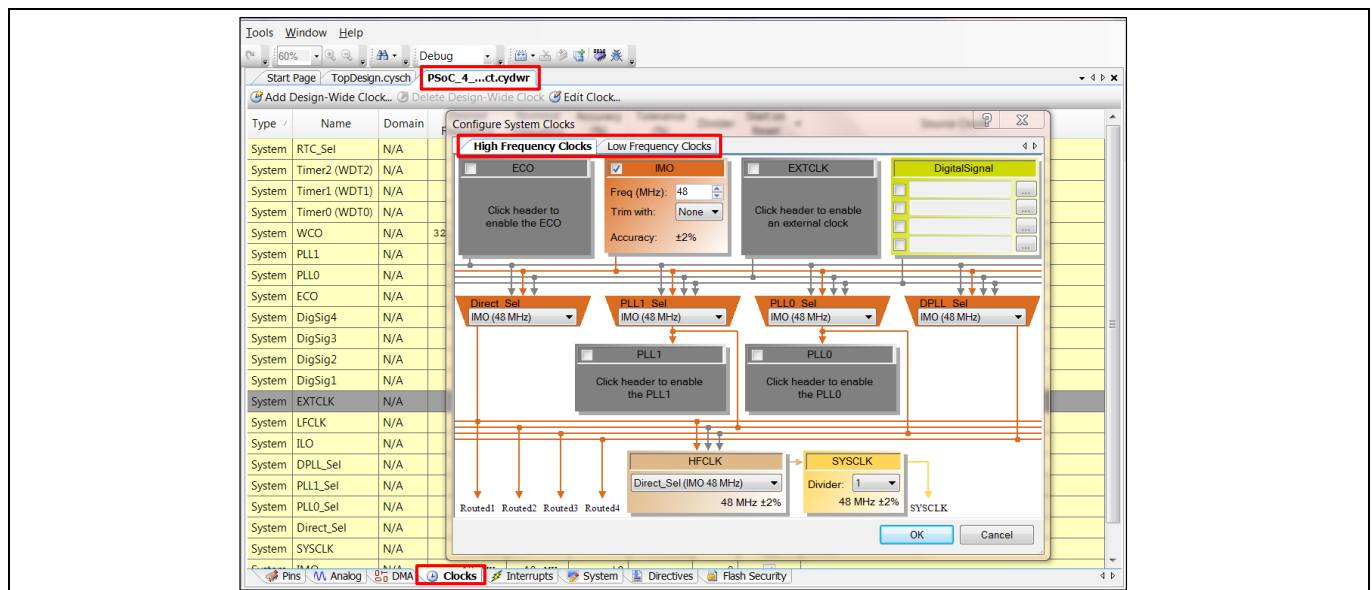 Tools Window Help
60% Debug
Start Page TopDesign.cysch PSoC_4_...ct.cydwr
Add Design-Wide Clock... Delete Design-Wide Clock Edit Clock...
Type Name Domain
Configure System Clocks
High Frequency Clocks Low Frequency Clocks
System RTC_Sel N/A
System Timer2 (WDT2) N/A
System Timer1 (WDT1) N/A
System Timer0 (WDT0) N/A
System WCO N/A 32
System PLL1 N/A
System PLL0 N/A
System ECO N/A
System DigSig4 N/A
System DigSig3 N/A
System DigSig2 N/A
System DigSig1 N/A
System EXTCLK N/A
System LFCLK N/A
System ILO N/A
System DPLL_Sel N/A
System PLL1_Sel N/A
System PLL0_Sel N/A
System Direct_Sel N/A
System SYSCLK N/A
ECO
Click header to
enable the ECO
IMO
Freq (MHz): 48
Trim with: None
Accuracy: ±2%
EXTCLK
Click header to enable
an external clock
DigitalSignal
...
...
...
...
Direct_Sel
IMO (48 MHz)
PLL1_Sel
IMO (48 MHz)
PLL0_Sel
IMO (48 MHz)
DPLL_Sel
IMO (48 MHz)
PLL1
Click header to enable
the PLL1
PLL0
Click header to enable
the PLL0
HFCLK
Direct_Sel (IMO 48 MHz)
48 MHz ±2%
SYSCLK
Divider: 1
48 MHz ±2%
Routed1 Routed2 Routed3 Routed4
SYSCLK
OK Cancel
Pins Analog DMA Clocks Interrupts System Directives Flash Security